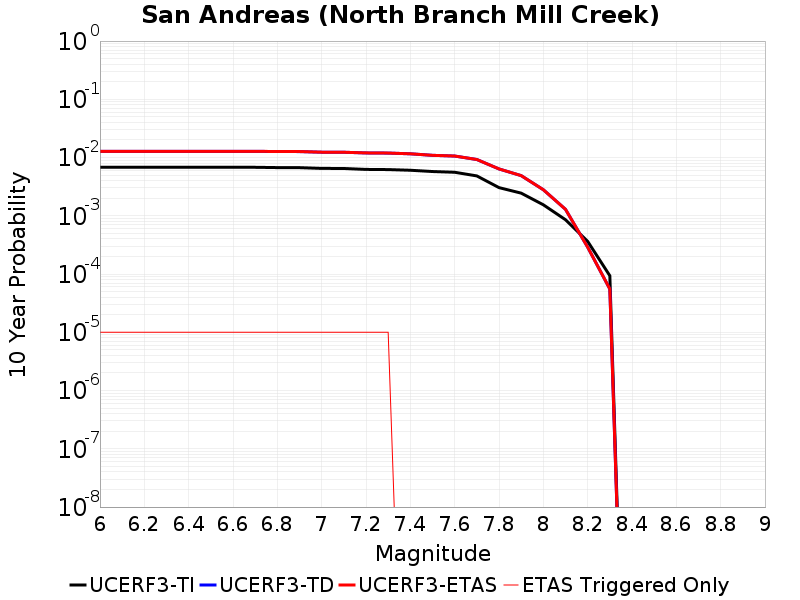 San Andreas (North Branch Mill Creek)
10 Year Probability
10^0
10^-1
10^-2
10^-3
10^-4
10^-5
10^-6
10^-7
10^-8
6 6.2 6.4 6.6 6.8 7 7.2 7.4 7.6 7.8 8 8.2 8.4 8.6 8.8 9
Magnitude
UCERF3-TI UCERF3-TD UCERF3-ETAS ETAS Triggered Only